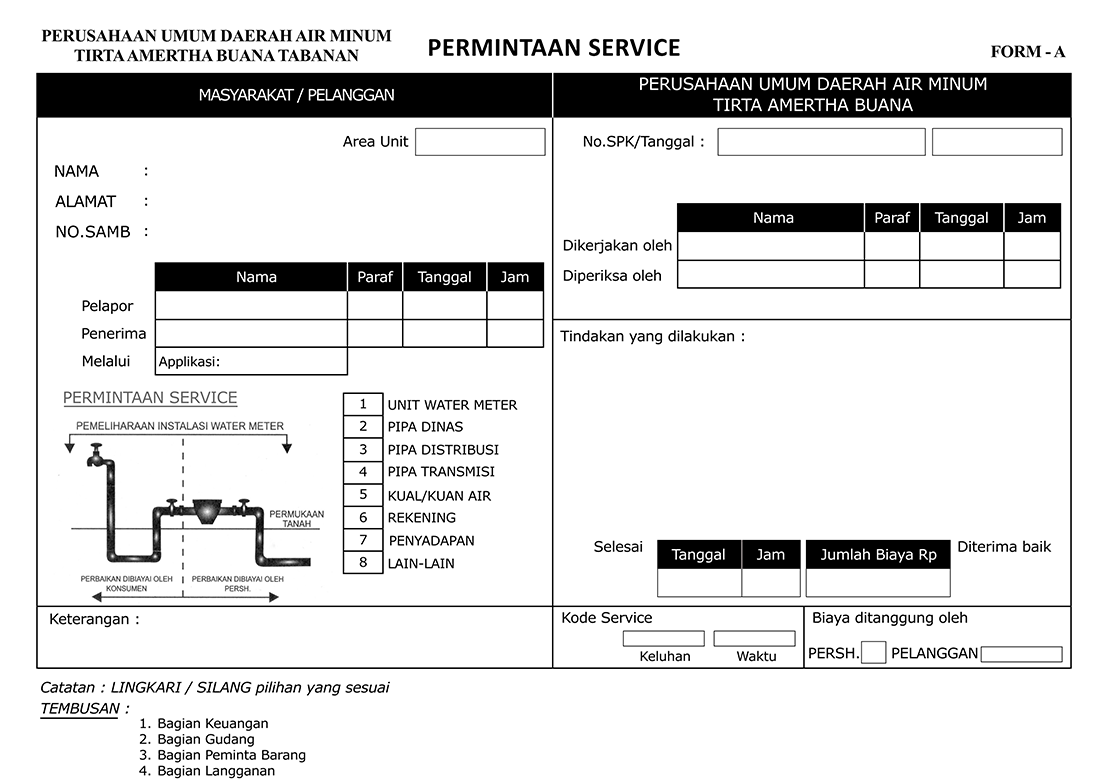 PERUSAHAAN UMUM DAERAH AIR MINUM
TIRTA AMERTHA BUANA TABANAN
PERMINTAAN SERVICE
FORM - A
MASYARAKAT / PELANGGAN
Area Unit
NAMA :
ALAMAT :
NO.SAMB :
Nama Paraf Tanggal Jam
Pelapor
Penerima
Melalui Applikasi:
PERMINTAAN SERVICE
PEMELIHARAAN INSTALASI WATER METER
PERMUKAAN
TANAH
PERBAIKAN DIBIAYAI OLEH
KONSUMEN
PERBAIKAN DIBIAYAI OLEH
PERSH.
1 UNIT WATER METER
2 PIPA DINAS
3 PIPA DISTRIBUSI
4 PIPA TRANSMISI
5 KUAL/KUAN AIR
6 REKENING
7 PENYADAPAN
8 LAIN-LAIN
Keterangan :
PERUSAHAAN UMUM DAERAH AIR MINUM
TIRTA AMERTHA BUANA
No.SPK/Tanggal :
Nama Paraf Tanggal Jam
Dikerjakan oleh
Diperiksa oleh
Tindakan yang dilakukan :
Selesai Tanggal Jam Jumlah Biaya Rp Diterima baik
Kode Service
Keluhan Waktu
Biaya ditanggung oleh
PERSH. PELANGGAN
Catatan : LINGKARI / SILANG pilihan yang sesuai
TEMBUSAN :
1. Bagian Keuangan
2. Bagian Gudang
3. Bagian Peminta Barang
4. Bagian Langganan